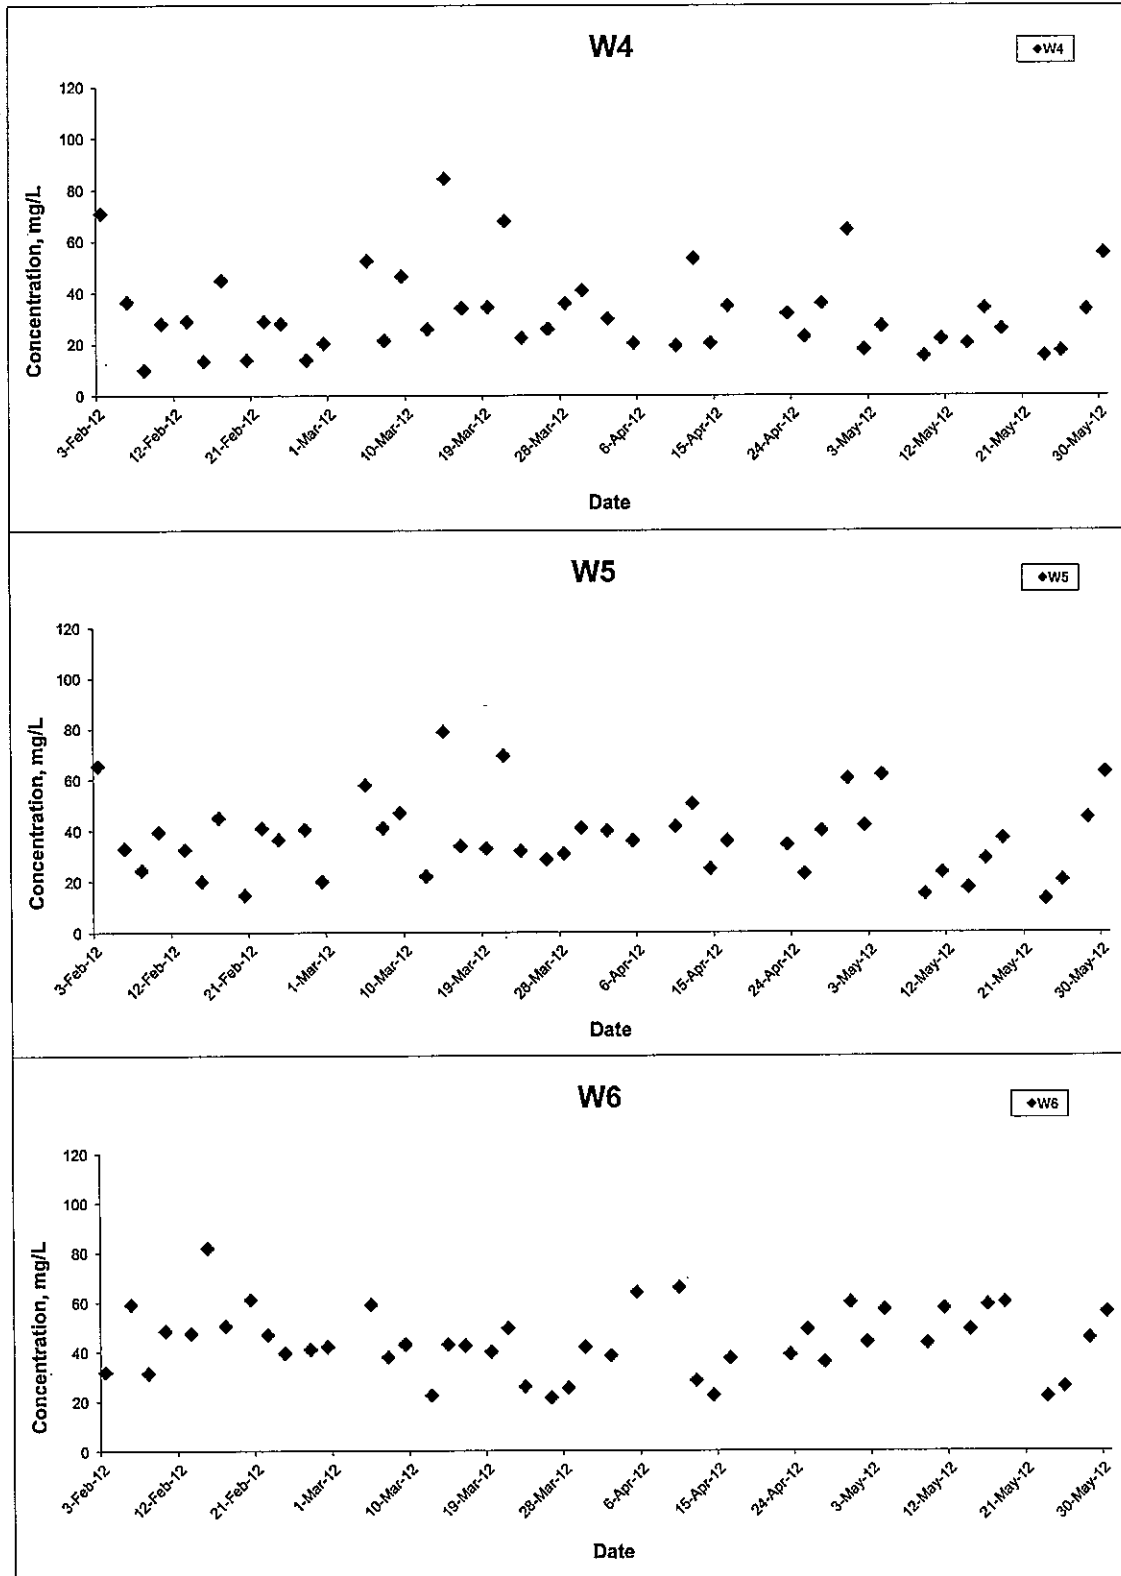 W4
◆W4
120
100
80
60
40
20
0
Concentration, mg/L
3-Feb-12
12-Feb-12
21-Feb-12
1-Mar-12
10-Mar-12
19-Mar-12
28-Mar-12
6-Apr-12
15-Apr-12
24-Apr-12
3-May-12
12-May-12
21-May-12
30-May-12
Date
W5
◆W5
120
100
80
60
40
20
0
Concentration, mg/L
3-Feb-12
12-Feb-12
21-Feb-12
1-Mar-12
10-Mar-12
19-Mar-12
28-Mar-12
6-Apr-12
15-Apr-12
24-Apr-12
3-May-12
12-May-12
21-May-12
30-May-12
Date
W6
◆W6
120
100
80
60
40
20
0
Concentration, mg/L
3-Feb-12
12-Feb-12
21-Feb-12
1-Mar-12
10-Mar-12
19-Mar-12
28-Mar-12
6-Apr-12
15-Apr-12
24-Apr-12
3-May-12
12-May-12
21-May-12
30-May-12
Date